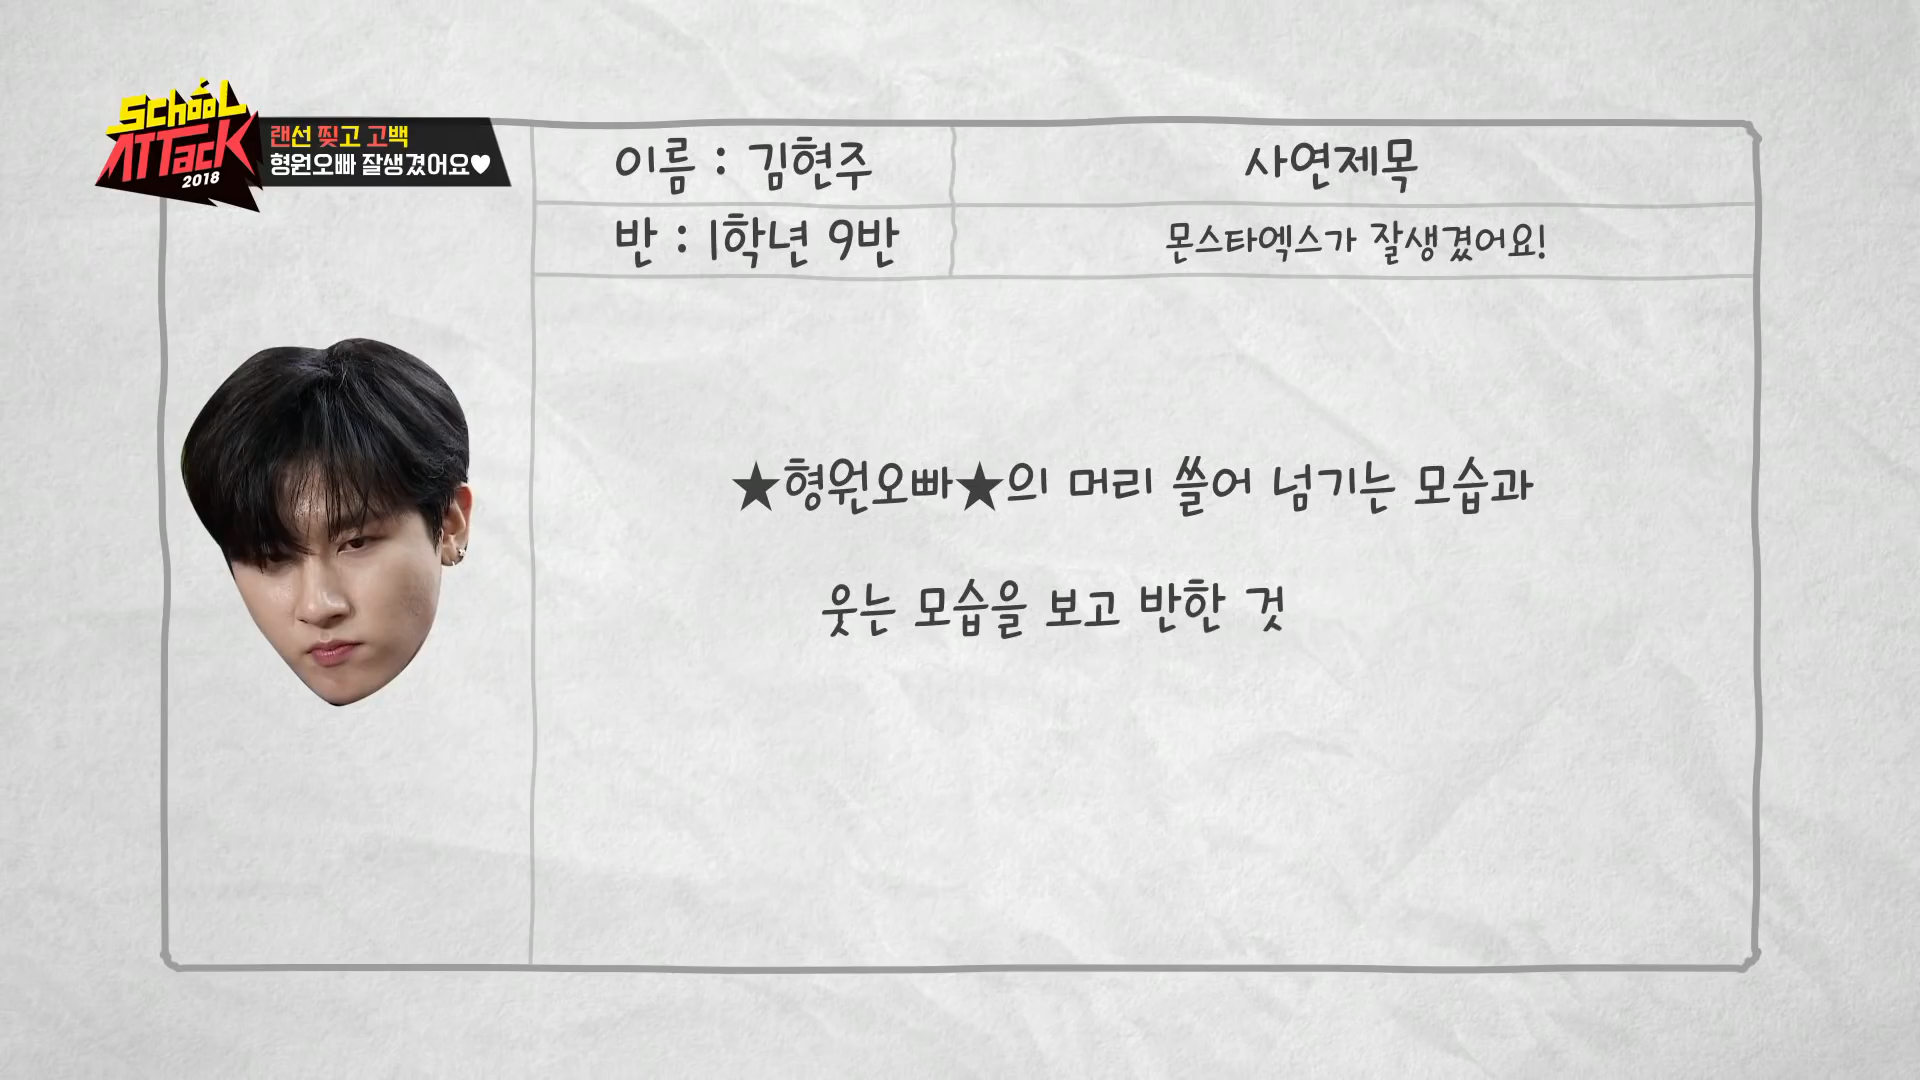 SCHOOL
ATTACK
2018
랜선 찢고 고백
형원오빠 잘생겼어요♥
이름 : 김현주
사연제목
반 : 1학년 9반
몬스타엑스가 잘생겼어요!
★형원오빠★의 머리 쓸어 넘기는 모습과
웃는 모습을 보고 반한 것